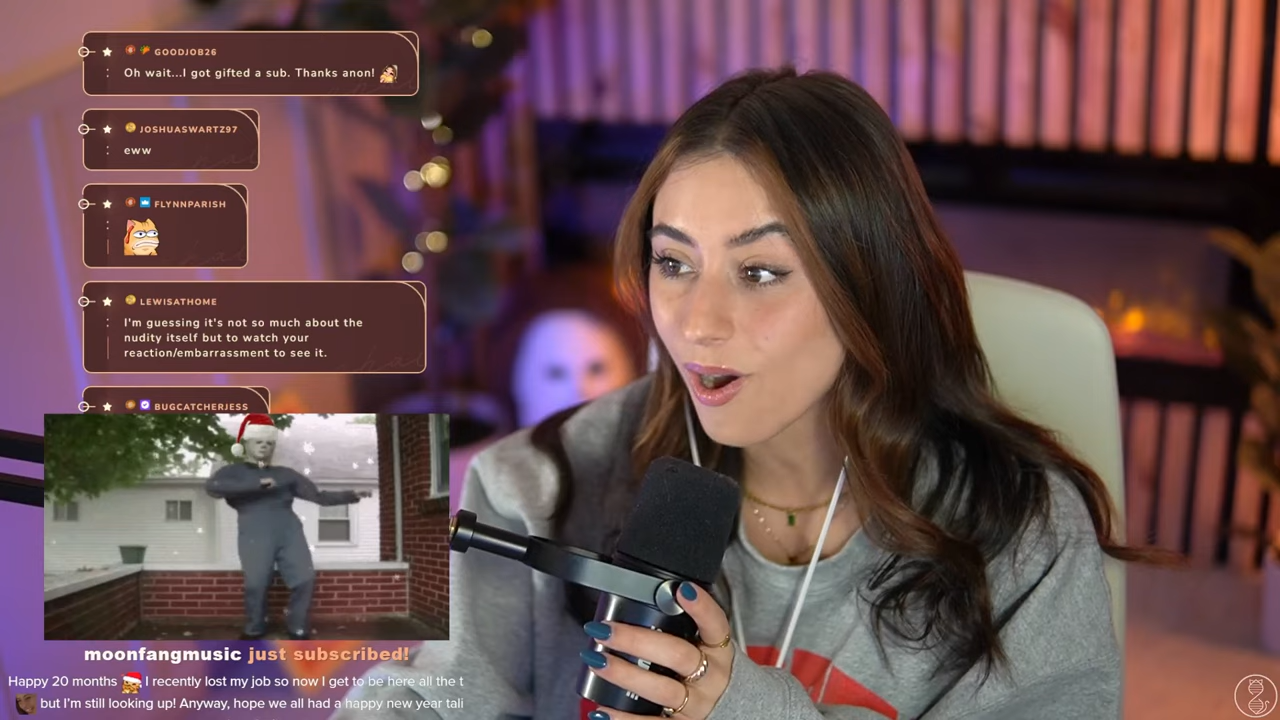 GOODJOB26
Oh wait...I got gifted a sub. Thanks anon!
JOSHUASWARTZ97
eww
FLYNNPARISH
LEWISATHOME
I'm guessing it's not so much about the
nudity itself but to watch your
reaction/embarrassment to see it.
BUGCATCHERJESS
moonfangmusic just subscribed!
Happy 20 months I recently lost my job so now I get to be here all the t
but I'm still looking up! Anyway, hope we all had a happy new year tali